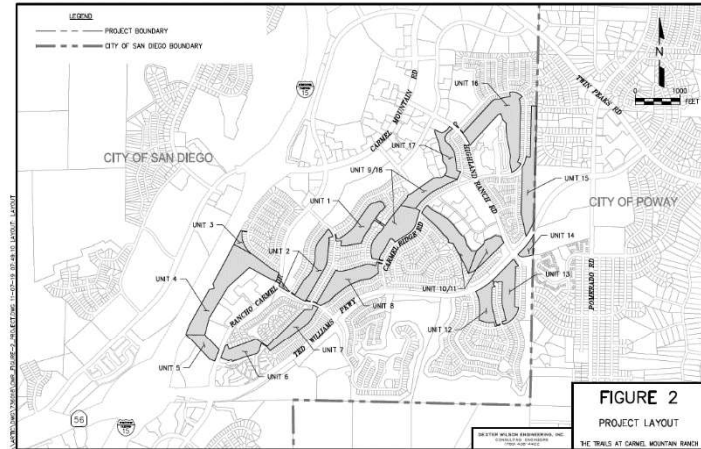 LEGEND
PROJECT BOUNDARY
CITY OF SAN DIEGO BOUNDARY
15
N
0 1000
FEET
TWIN PEAKS RD
CARMEL MOUNTAIN RD
UNIT 16
CITY OF SAN DIEGO
UNIT 17
HIGHLAND RANCH RD
UNIT 9/18
UNIT 15
CITY OF POWAY
UNIT 1
UNIT 3
UNIT 2
CARMEL RIDGE RD
UNIT 14
POMERADO RD
UNIT 4
UNIT 13
RANCHO CARMEL DR
UNIT 10/11
UNIT 8
TED WILLIAMS PKWY
UNIT 12
UNIT 7
UNIT 5
UNIT 6
56
15
DEXTER WILSON ENGINEERING, INC.
CONSULTING ENGINEERS
FIGURE 2
PROJECT LAYOUT
THE TRAILS AT CARMEL MOUNTAIN RANCH